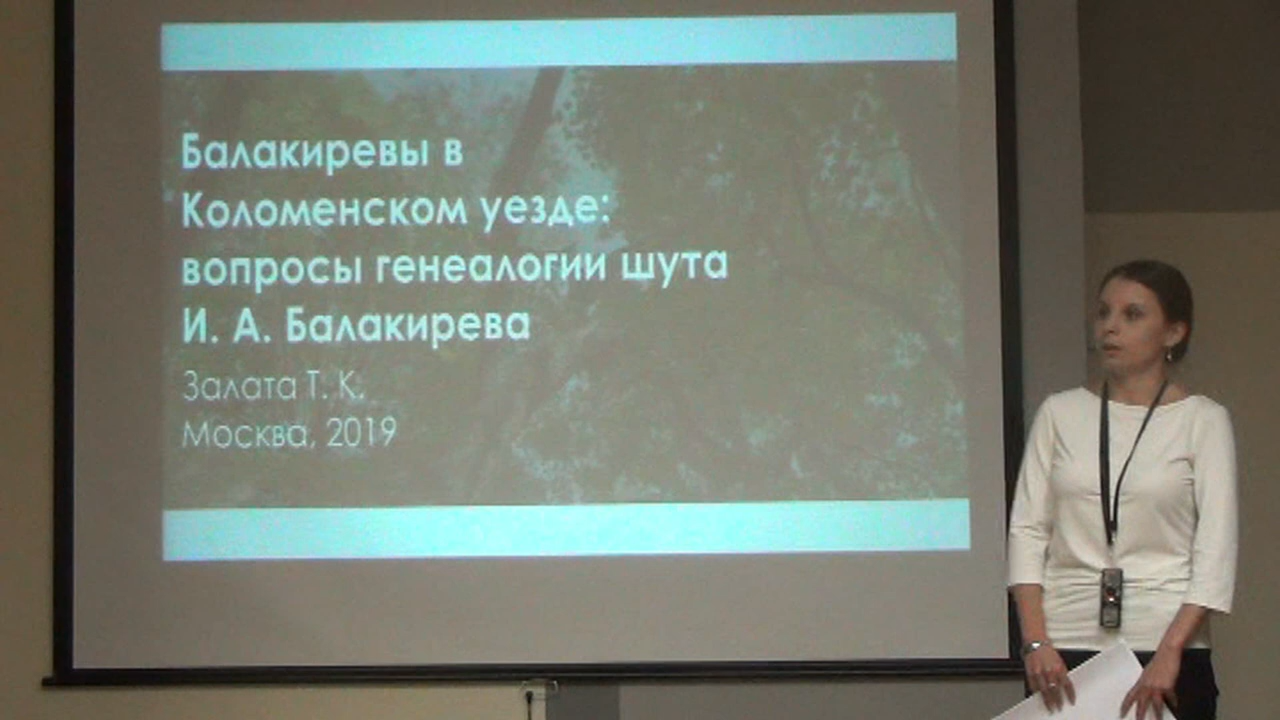 Балакиревы в
Коломенском уезде:
вопросы генеалогии шута
И. А. Балакирева
Залата Т. К.
Москва, 2019